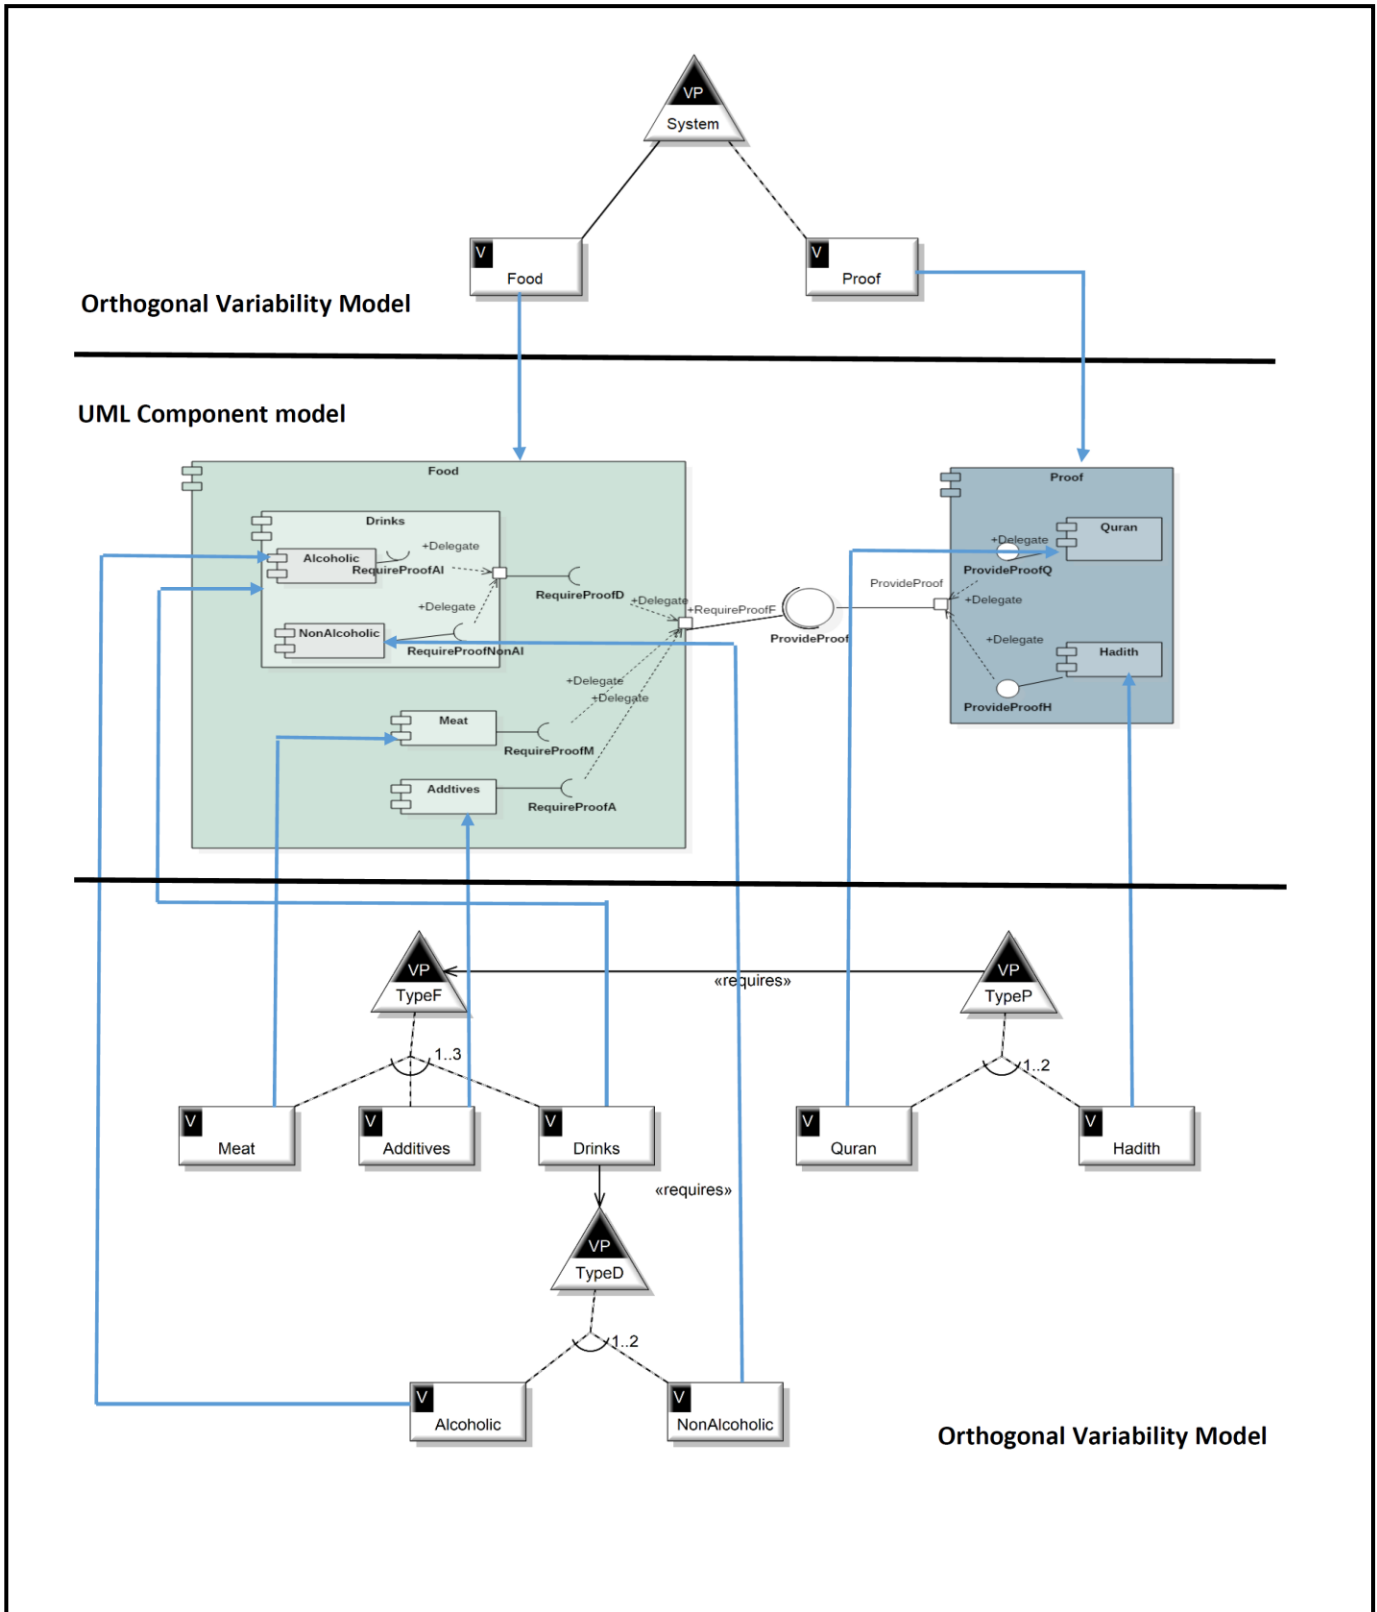 VP
System
V
Food
V
Proof
Orthogonal Variability Model
UML Component model
Food
Drinks
Alcoholic
+Delegate
RequireProofAl
RequireProofD
+Delegate
+Delegate
NonAlcoholic
RequireProofNonAl
+RequireProofF
ProvideProof
ProvideProof
+Delegate
+Delegate
Meat
RequireProofM
Addtives
RequireProofA
Proof
Quran
+Delegate
ProvideProofQ
+Delegate
+Delegate
Hadith
ProvideProofH
VP
TypeF
«requires»
VP
TypeP
1..3
1..2
V
Meat
V
Additives
V
Drinks
V
Quran
V
Hadith
«requires»
VP
TypeD
1..2
V
Alcoholic
V
NonAlcoholic
Orthogonal Variability Model